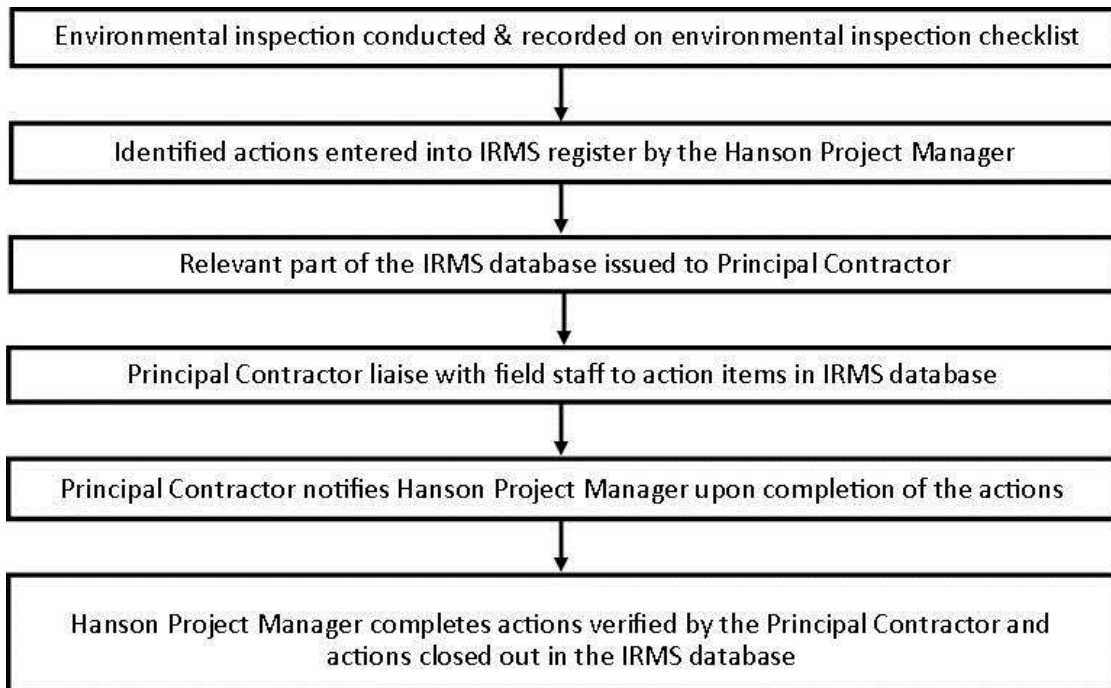 Environmental inspection conducted & recorded on environmental inspection checklist
Identified actions entered into IRMS register by the Hanson Project Manager
Relevant part of the IRMS database issued to Principal Contractor
Principal Contractor liaise with field staff to action items in IRMS database
Principal Contractor notifies Hanson Project Manager upon completion of the actions
Hanson Project Manager completes actions verified by the Principal Contractor and
actions closed out in the IRMS database